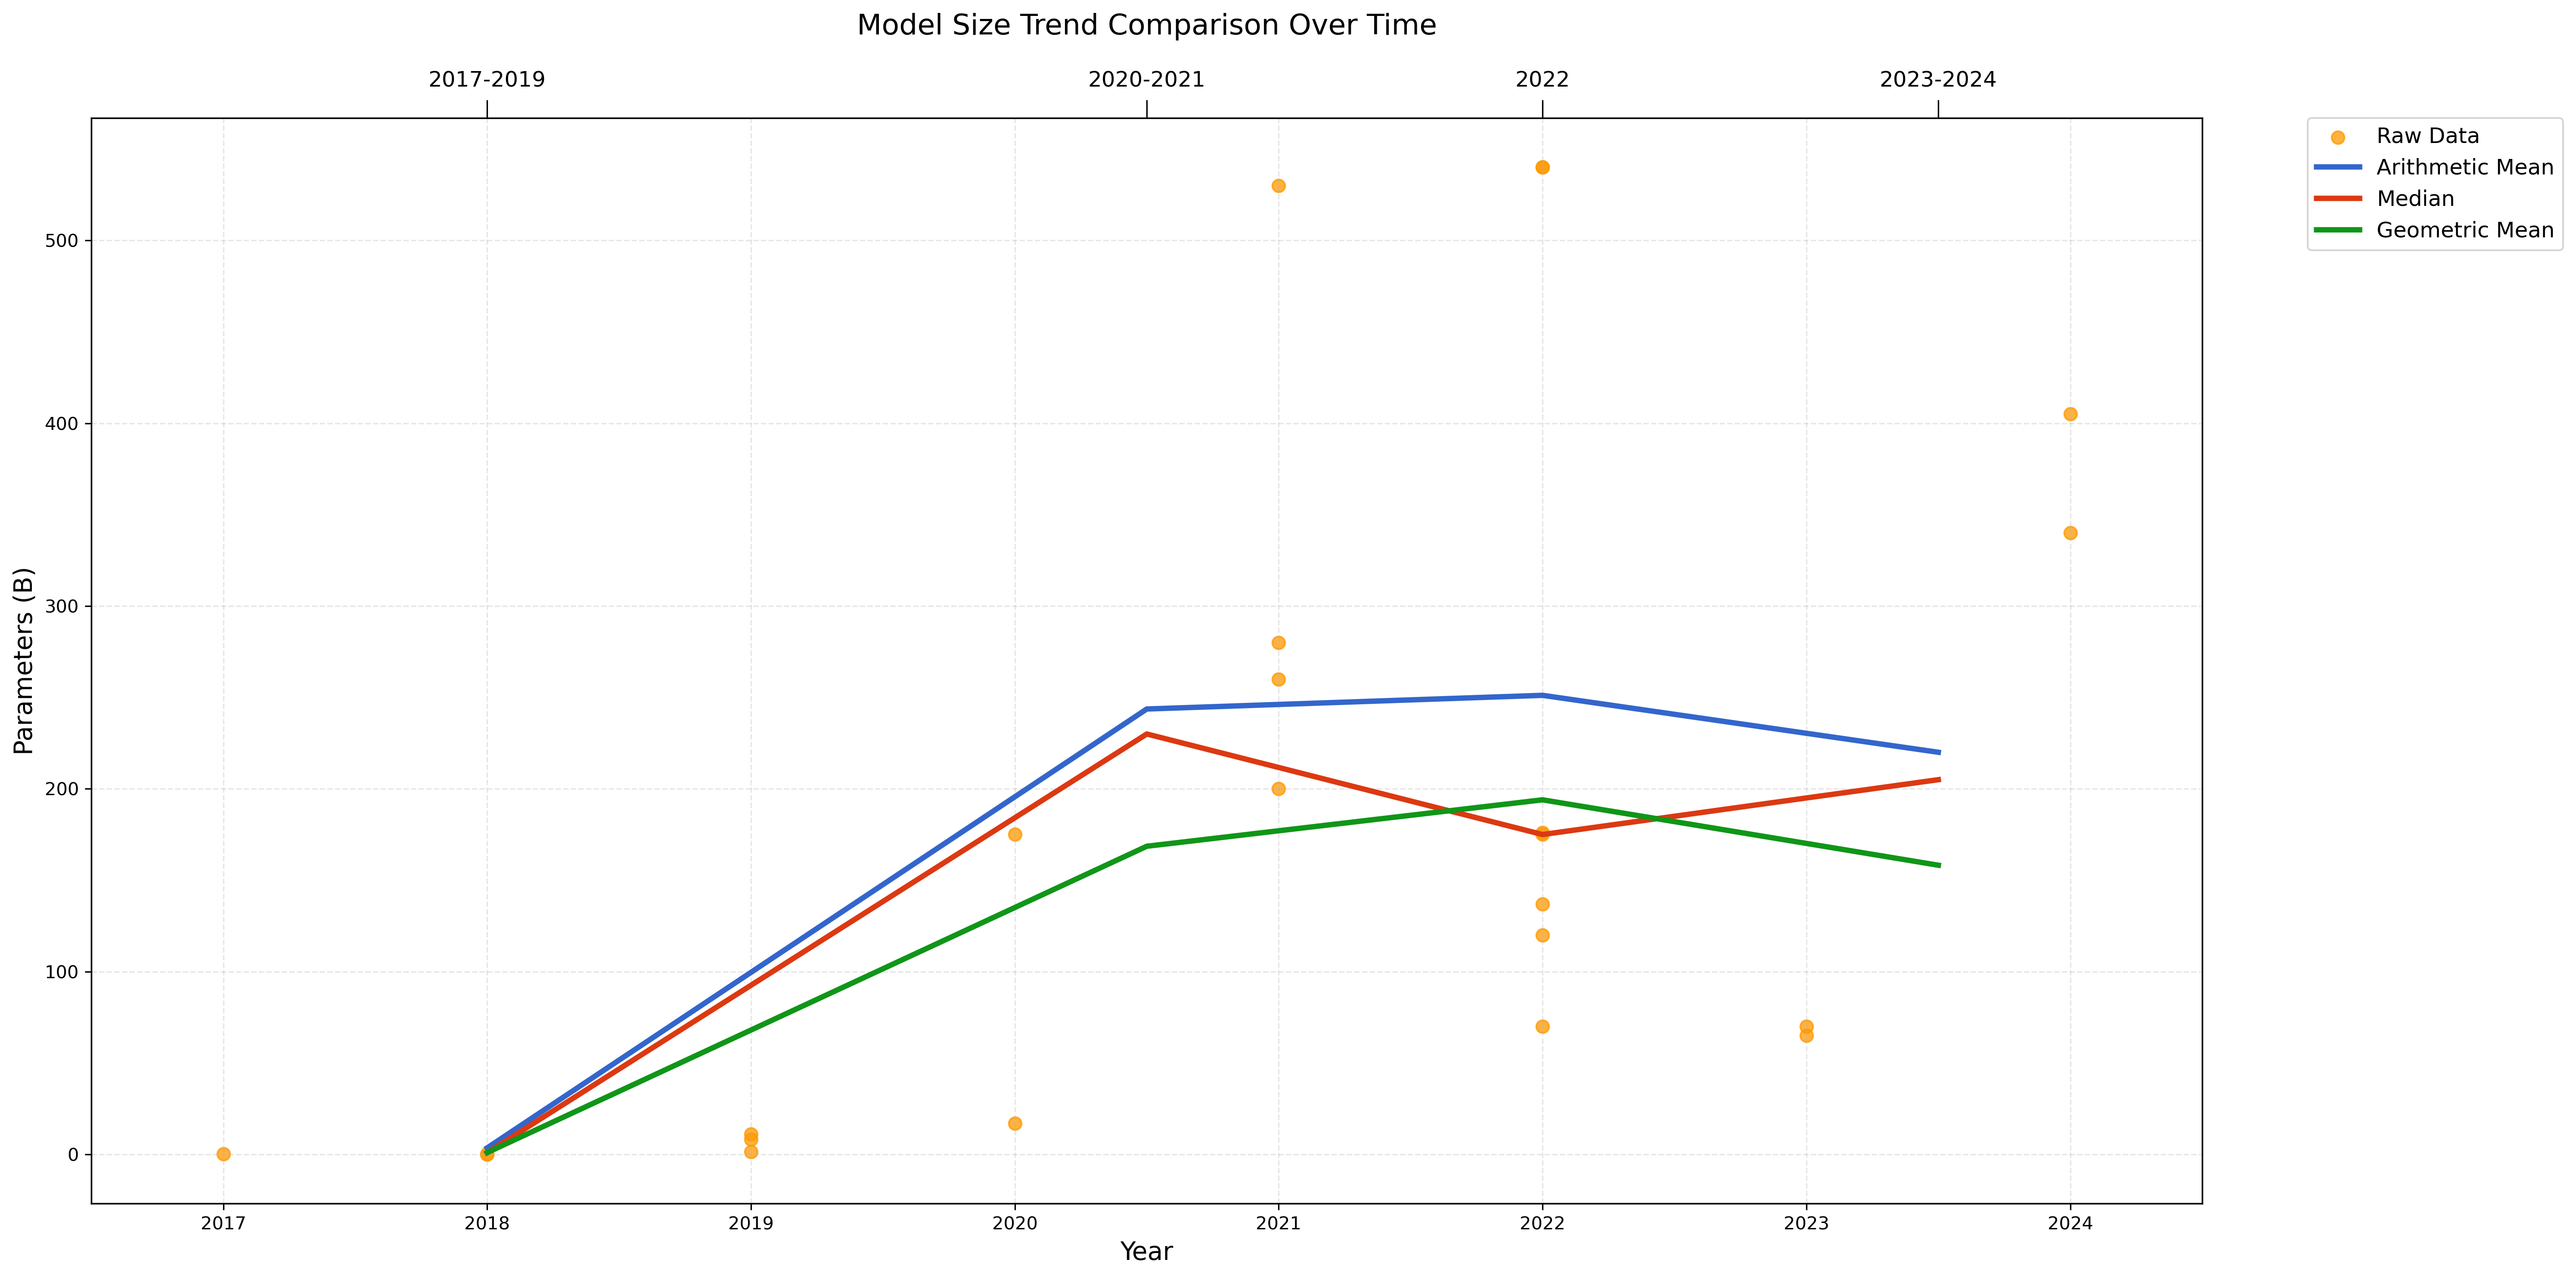 Model Size Trend Comparison Over Time
2017-2019
2020-2021
2022
2023-2024
Raw Data
Arithmetic Mean
Median
Geometric Mean
Parameters (B)
500
400
300
200
100
0
2017
2018
2019
2020
2021
2022
2023
2024
Year